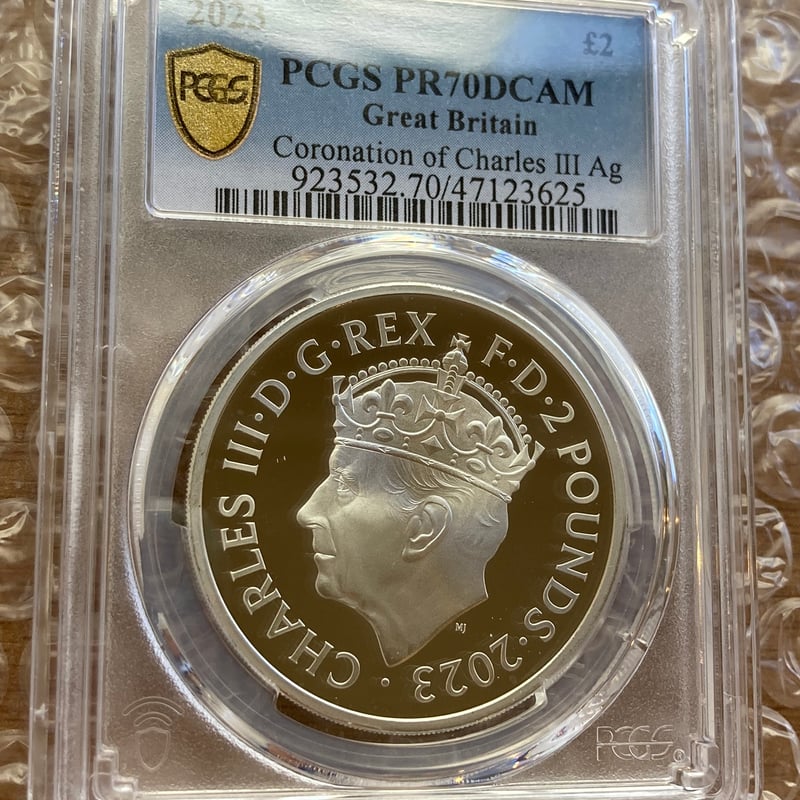 2023
£2
PCGS
PCGS PR70DCAM
Great Britain
Coronation of Charles III Ag
923532.70/47123625
CHARLES III·D·G·REX F·D·2 POUNDS·2023·
MJ
PCGS